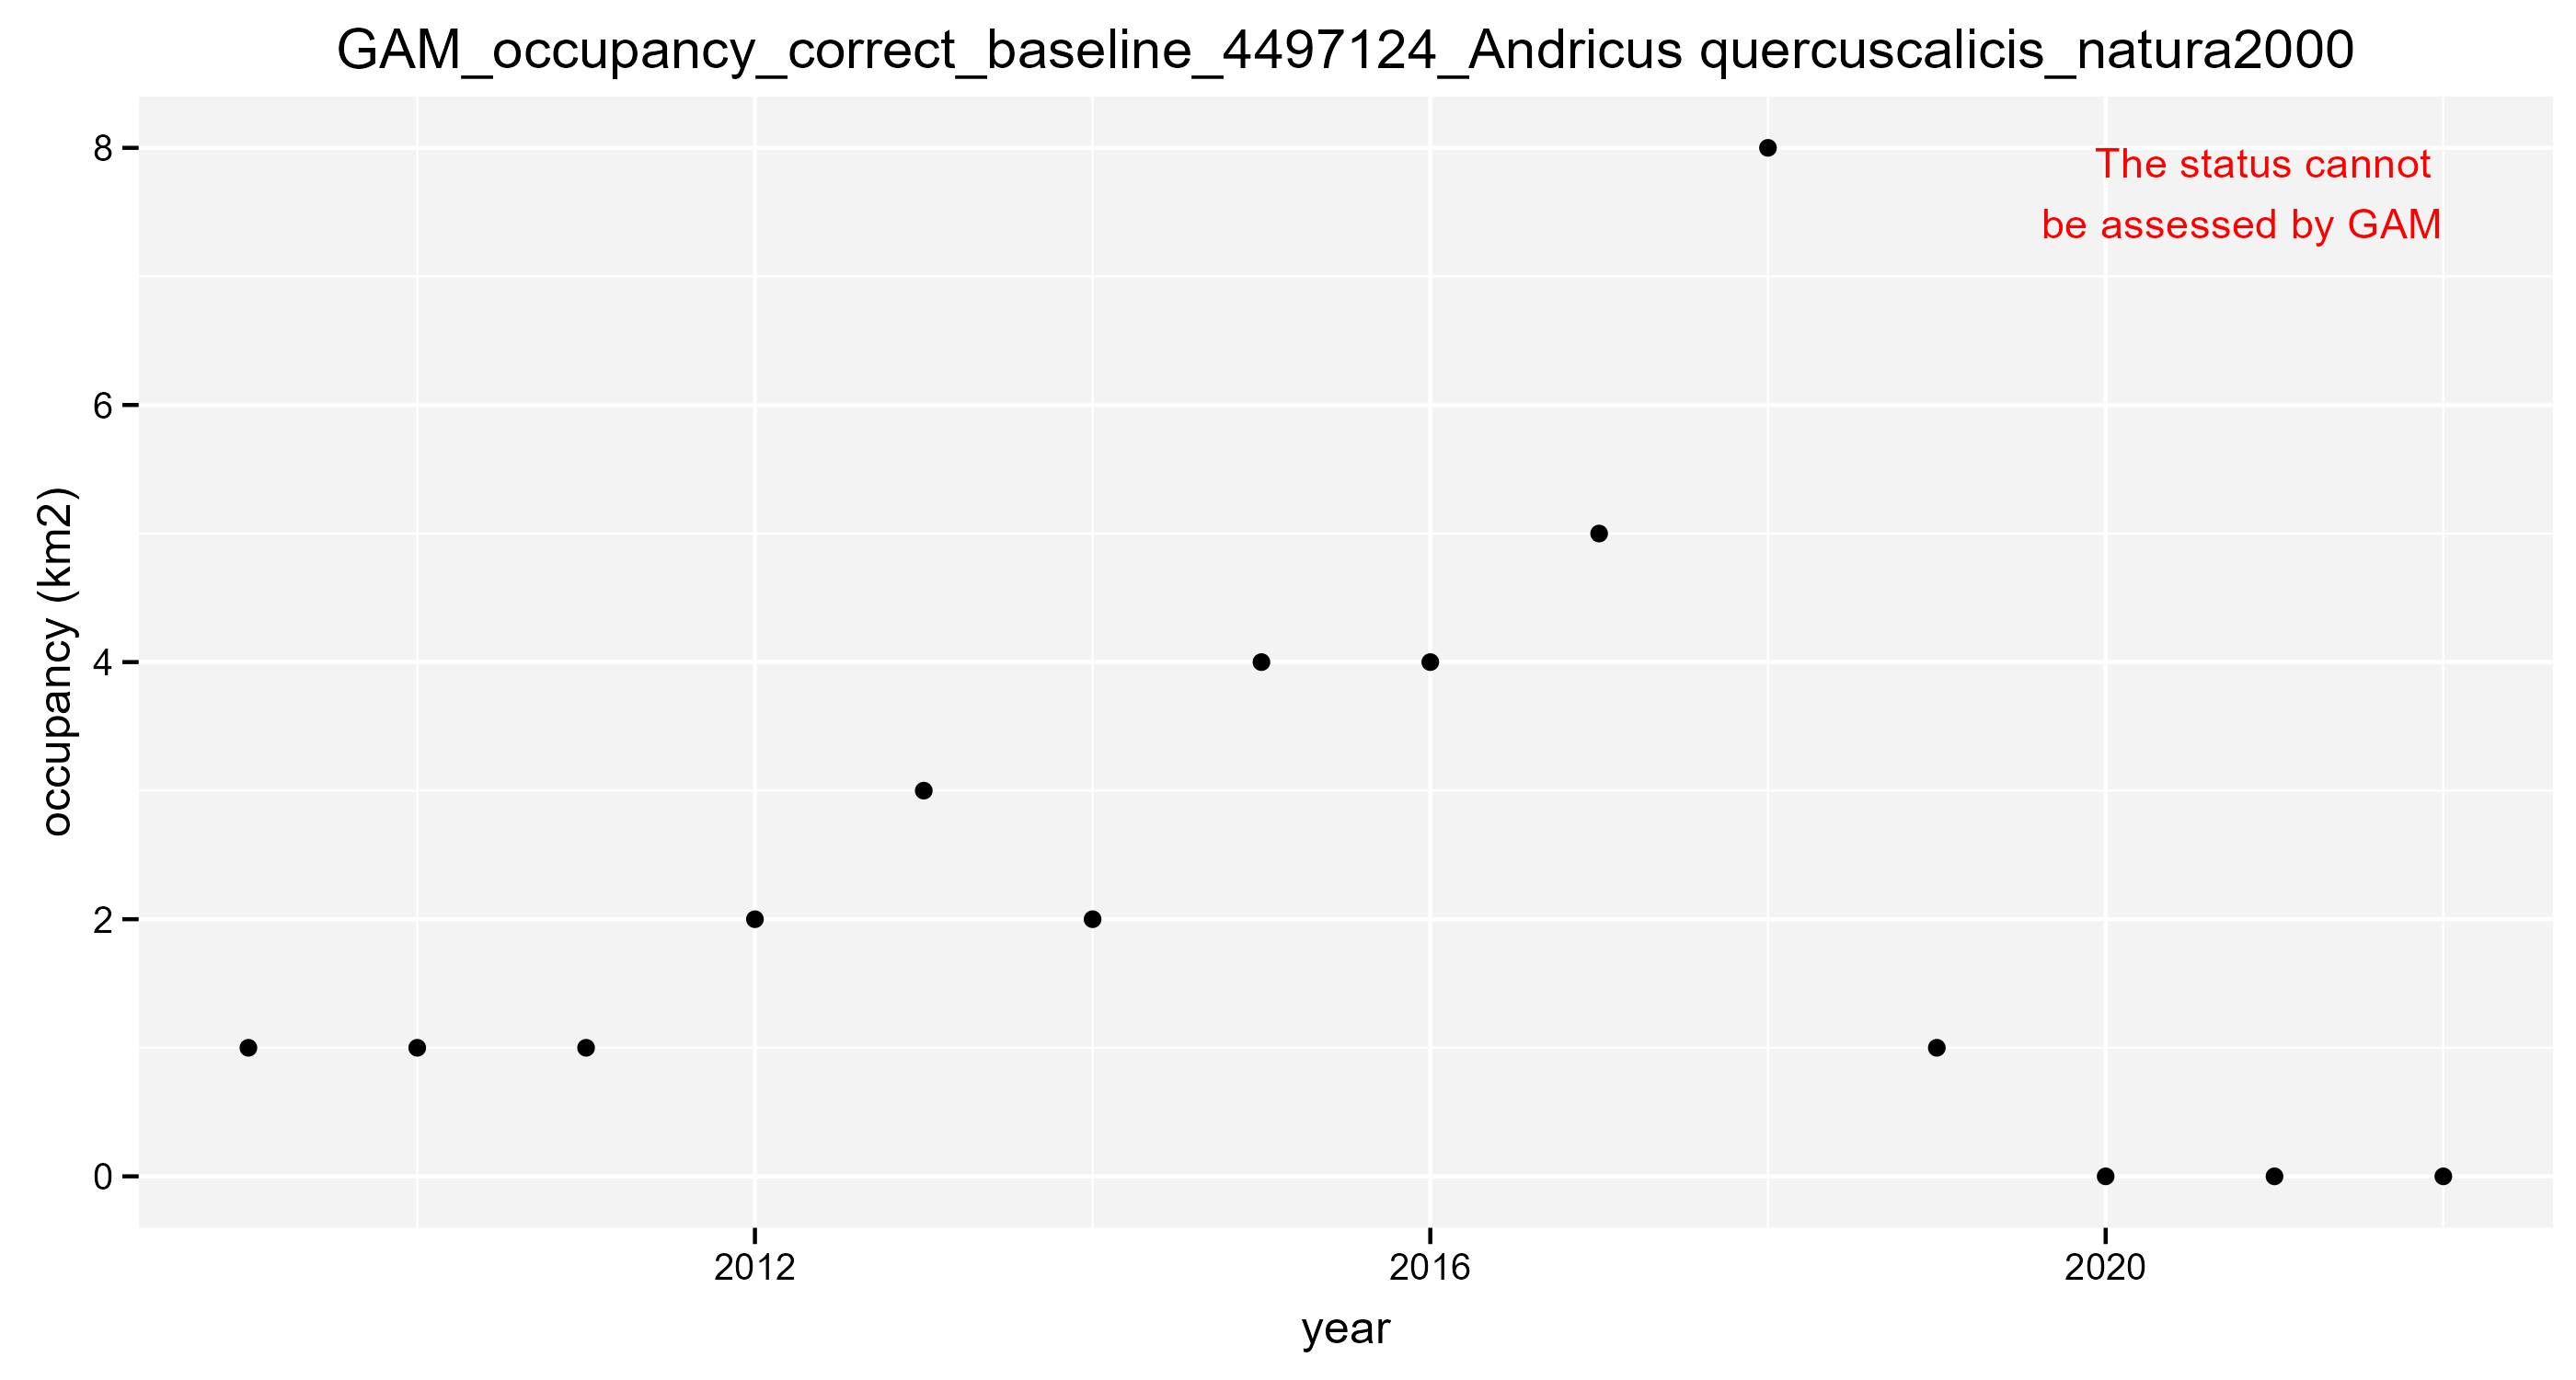 GAM_occupancy_correct_baseline_4497124_Andricus quercuscalicis_natura2000
8
The status cannot
be assessed by GAM
6
occupancy (km2)
4
2
0
2012
2016
2020
year